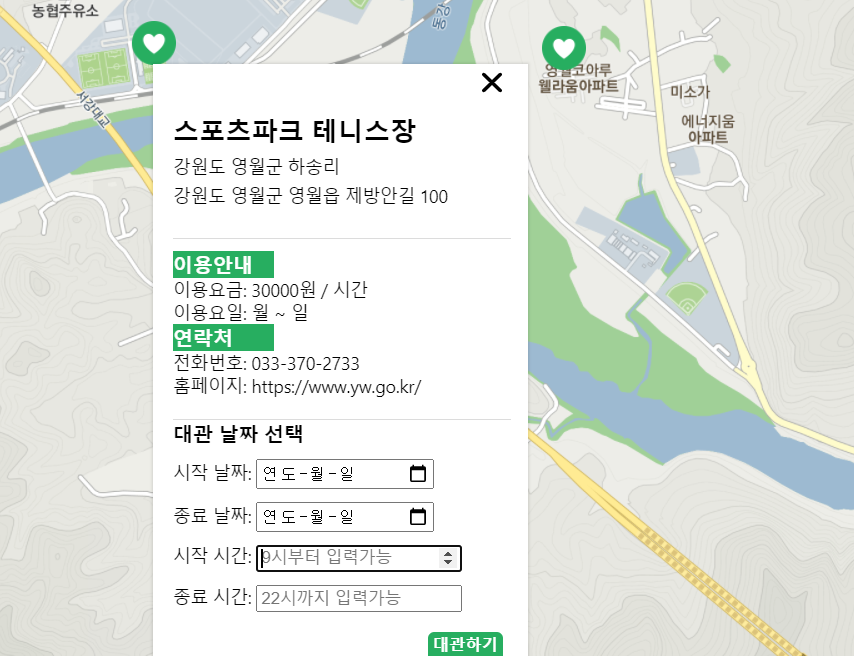 농협주유소
동강
서강대교
영월코아루
웰라움아파트
미소가
에너지움
아파트
스포츠파크 테니스장
강원도 영월군 하송리
강원도 영월군 영월읍 제방안길 100
이용안내
이용요금: 30000원 / 시간
이용요일: 월 ~ 일
연락처
전화번호: 033-370-2733
홈페이지: https://www.yw.go.kr/
대관 날짜 선택
시작 날짜: 연도-월-일
종료 날짜: 연도-월-일
시작 시간: 9시부터 입력가능
종료 시간: 22시까지 입력가능
대관하기